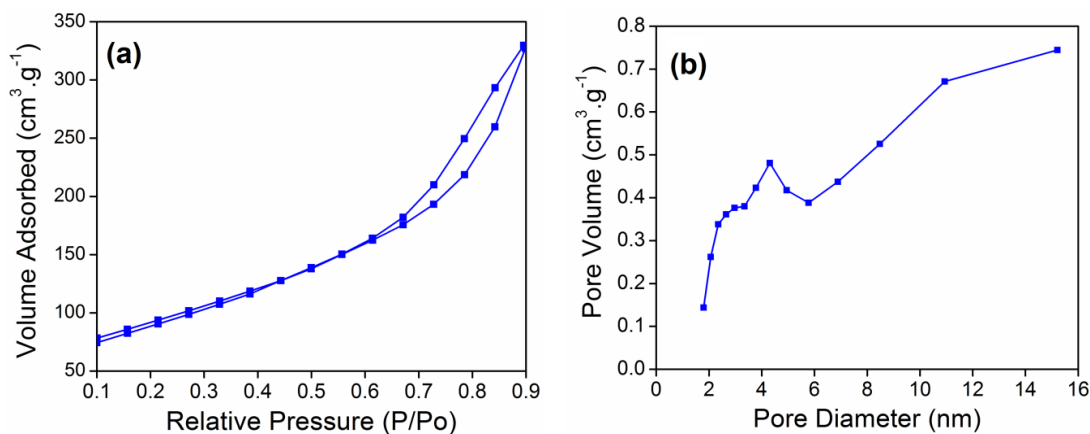 (a)
Volume Adsorbed (cm³.g⁻¹)
350
300
250
200
150
100
50
0.1 0.2 0.3 0.4 0.5 0.6 0.7 0.8 0.9
Relative Pressure (P/Po)
(b)
Pore Volume (cm³.g⁻¹)
0.8
0.7
0.6
0.5
0.4
0.3
0.2
0.1
0.0
0 2 4 6 8 10 12 14 16
Pore Diameter (nm)